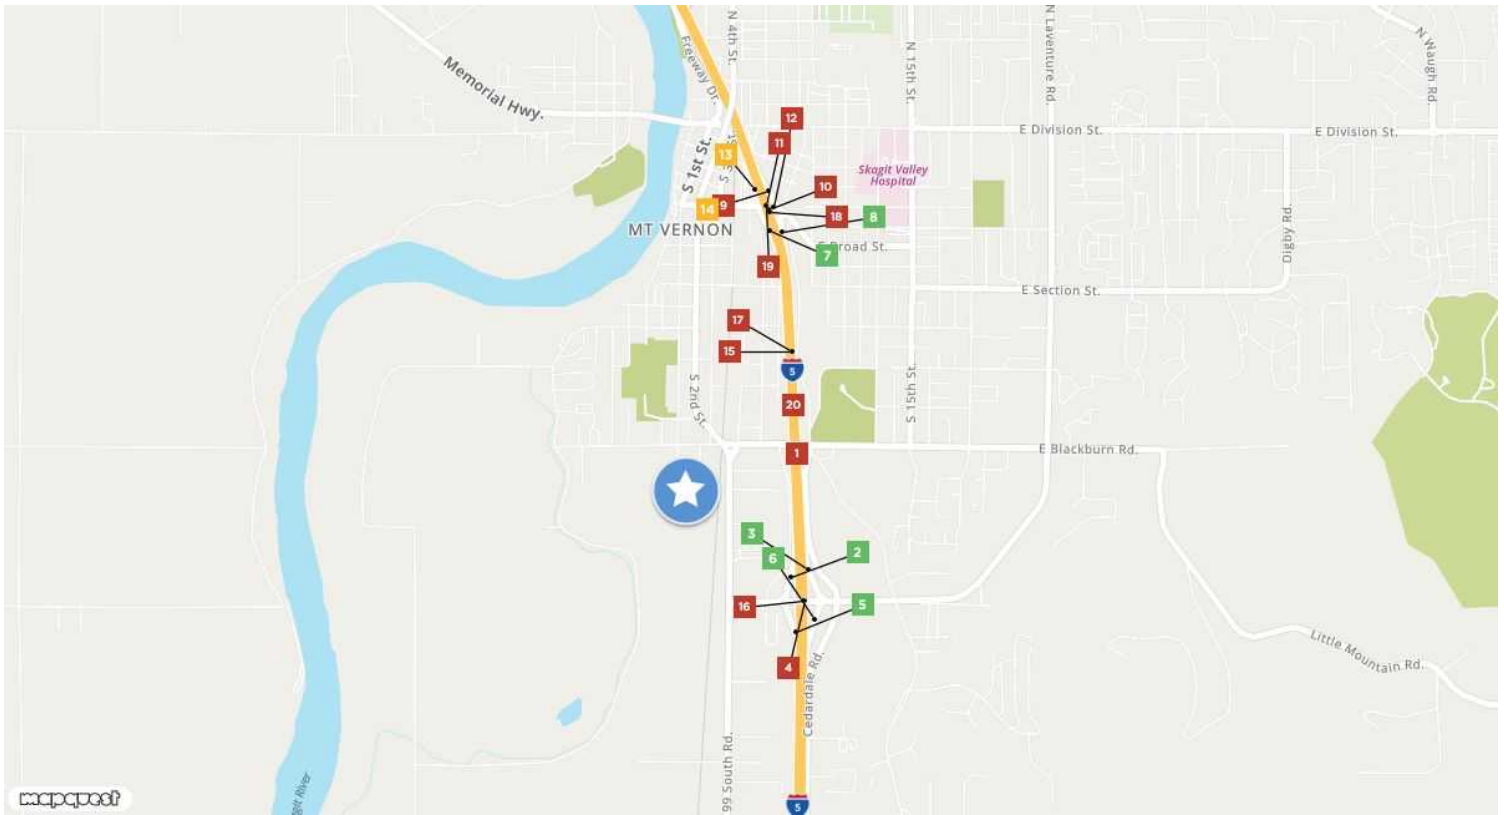 N 4th St.
N 15th St.
N Laventure Rd.
N Waugh Rd.
Freeway Dr.
Memorial Hwy.
12
E Division St.
E Division St.
11
13
S 1st St.
Skagit Valley
Hospital
10
14
9
18
8
MT VERNON
E Broad St.
7
Digby Rd.
19
E Section St.
17
15
5
S 2nd St.
20
S 15th St.
1
E Blackburn Rd.
3
6
2
16
5
Little Mountain Rd.
4
Cedardale Rd.
99 South Rd.
mapquest
5